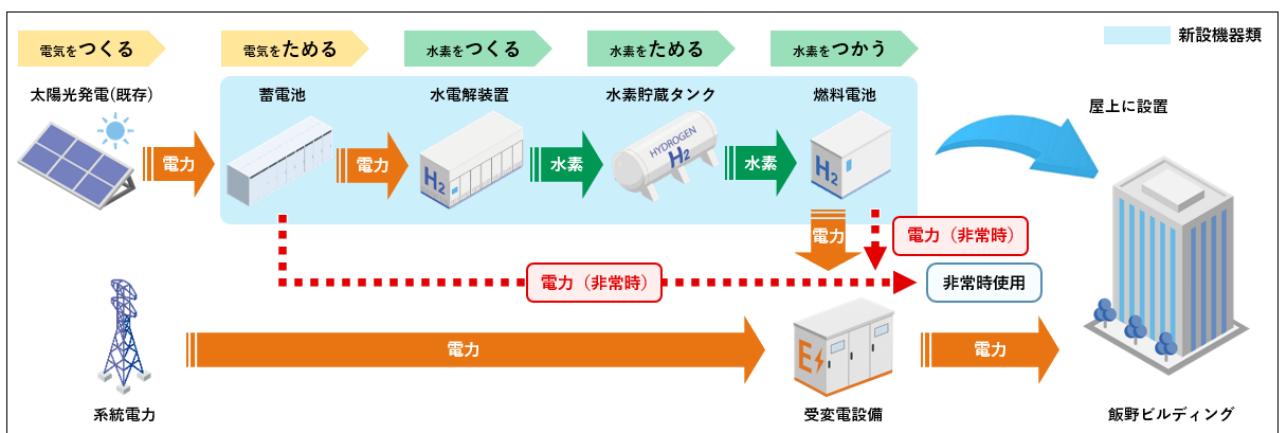 電気をつくる
電気をためる
水素をつくる
水素をためる
水素をつかう
新設機器類
太陽光発電(既存)
蓄電池
水電解装置
水素貯蔵タンク
燃料電池
屋上に設置
電力
電力
H2
水素
HYDROGEN
H2
水素
H2
電力
電力（非常時）
電力（非常時）
非常時使用
電力
E
電力
系統電力
受変電設備
飯野ビルディング